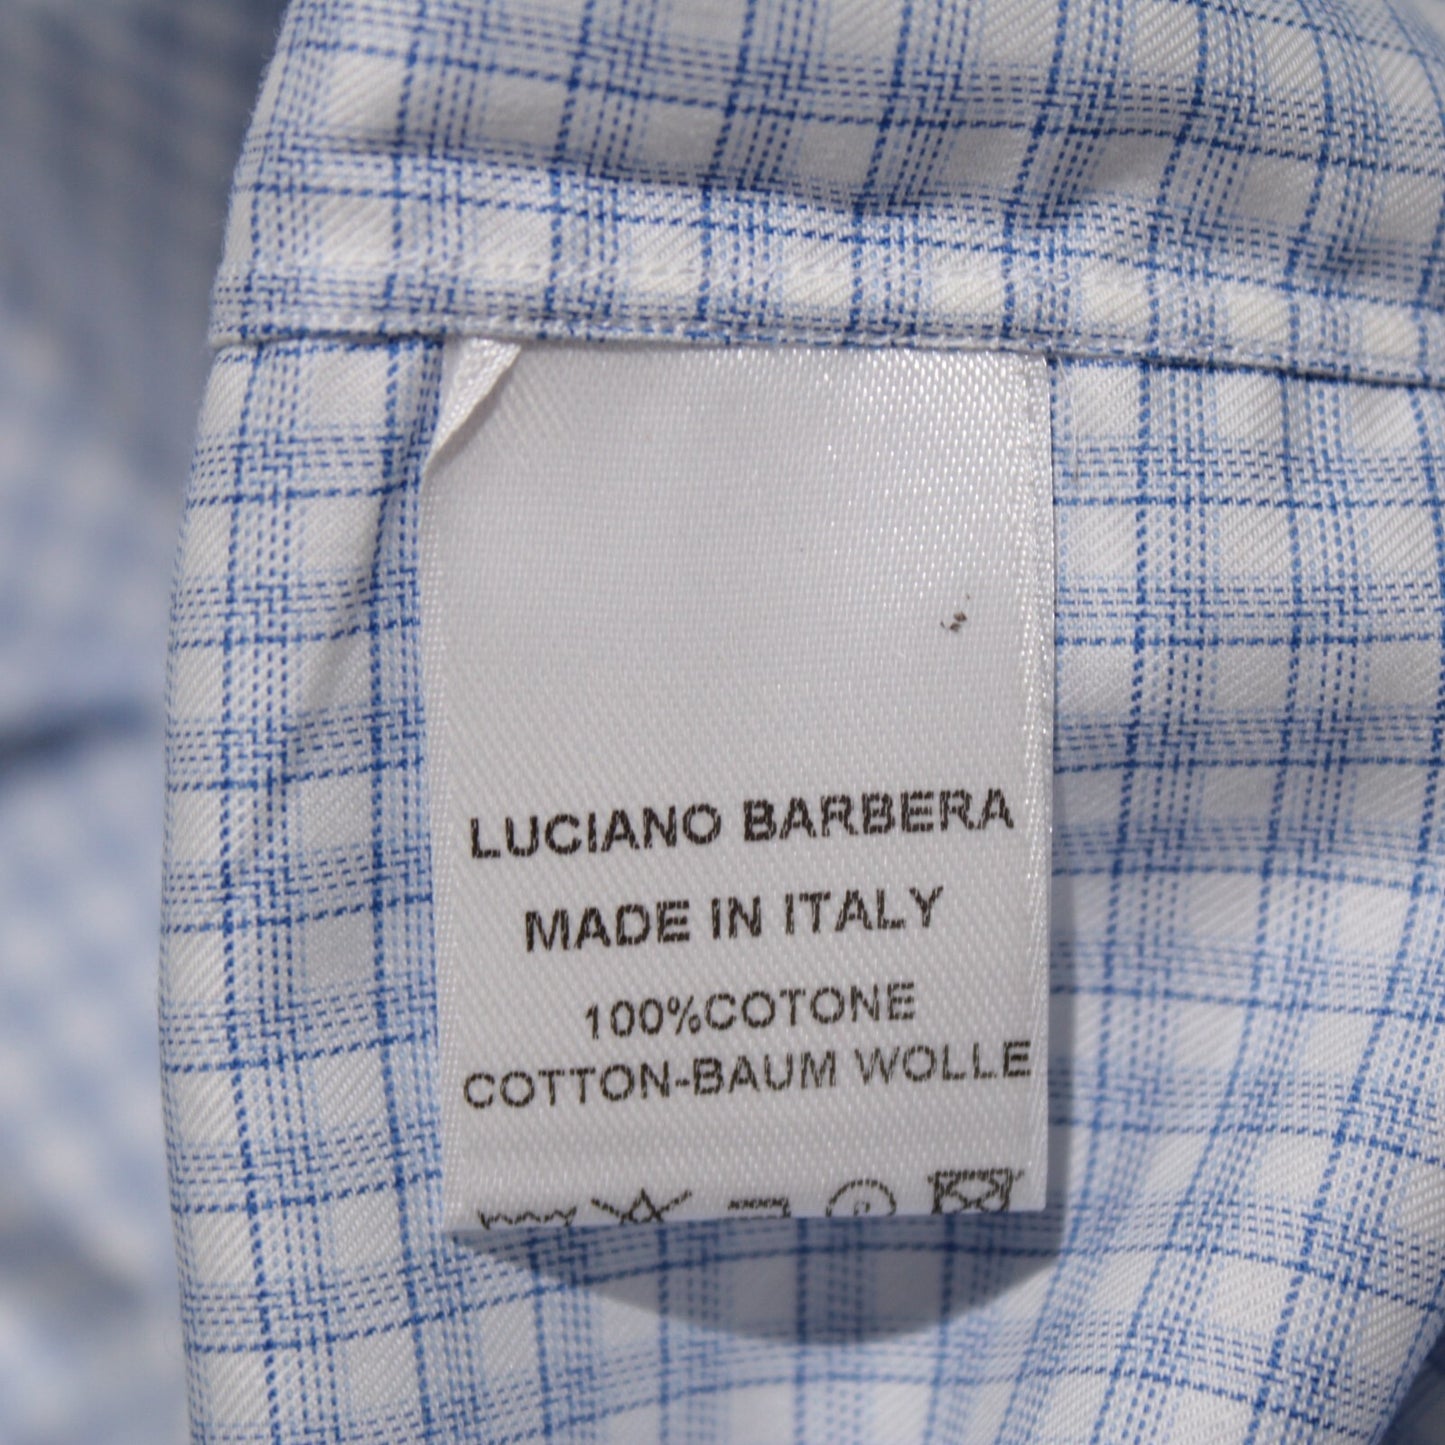 LUCIANO BARBERA
MADE IN ITALY
100%COTONE
COTTON-BAUM WOLLE